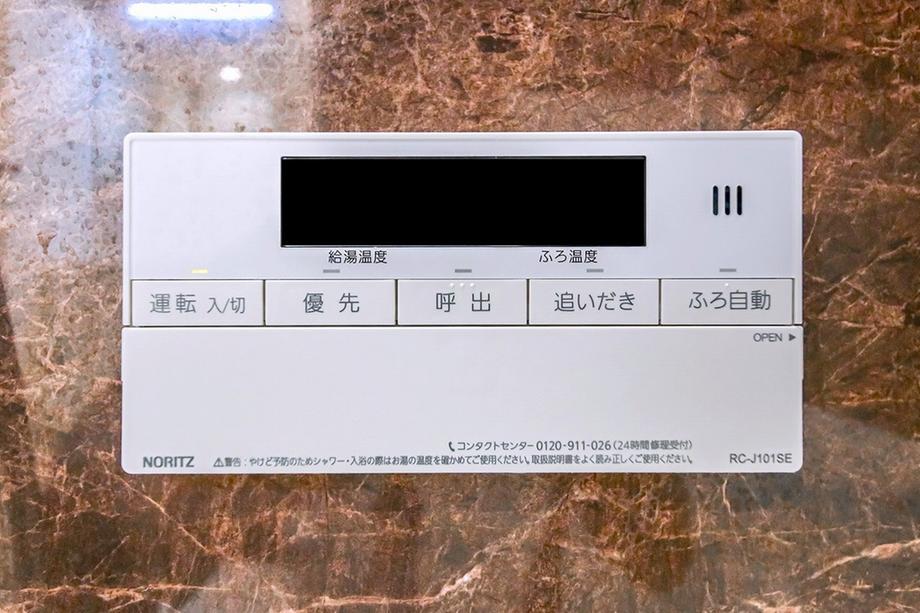 給湯温度 ふろ温度
運転 入/切 優先 呼出 追いだき ふろ自動
OPEN ▶
コンタクトセンター 0120-911-026 (24時間修理受付)
NORITZ ⚠警告:やけど予防のためシャワー・入浴の際はお湯の温度を確かめてご使用ください。取扱説明書をよく読み正しくご使用ください。 RC-J101SE